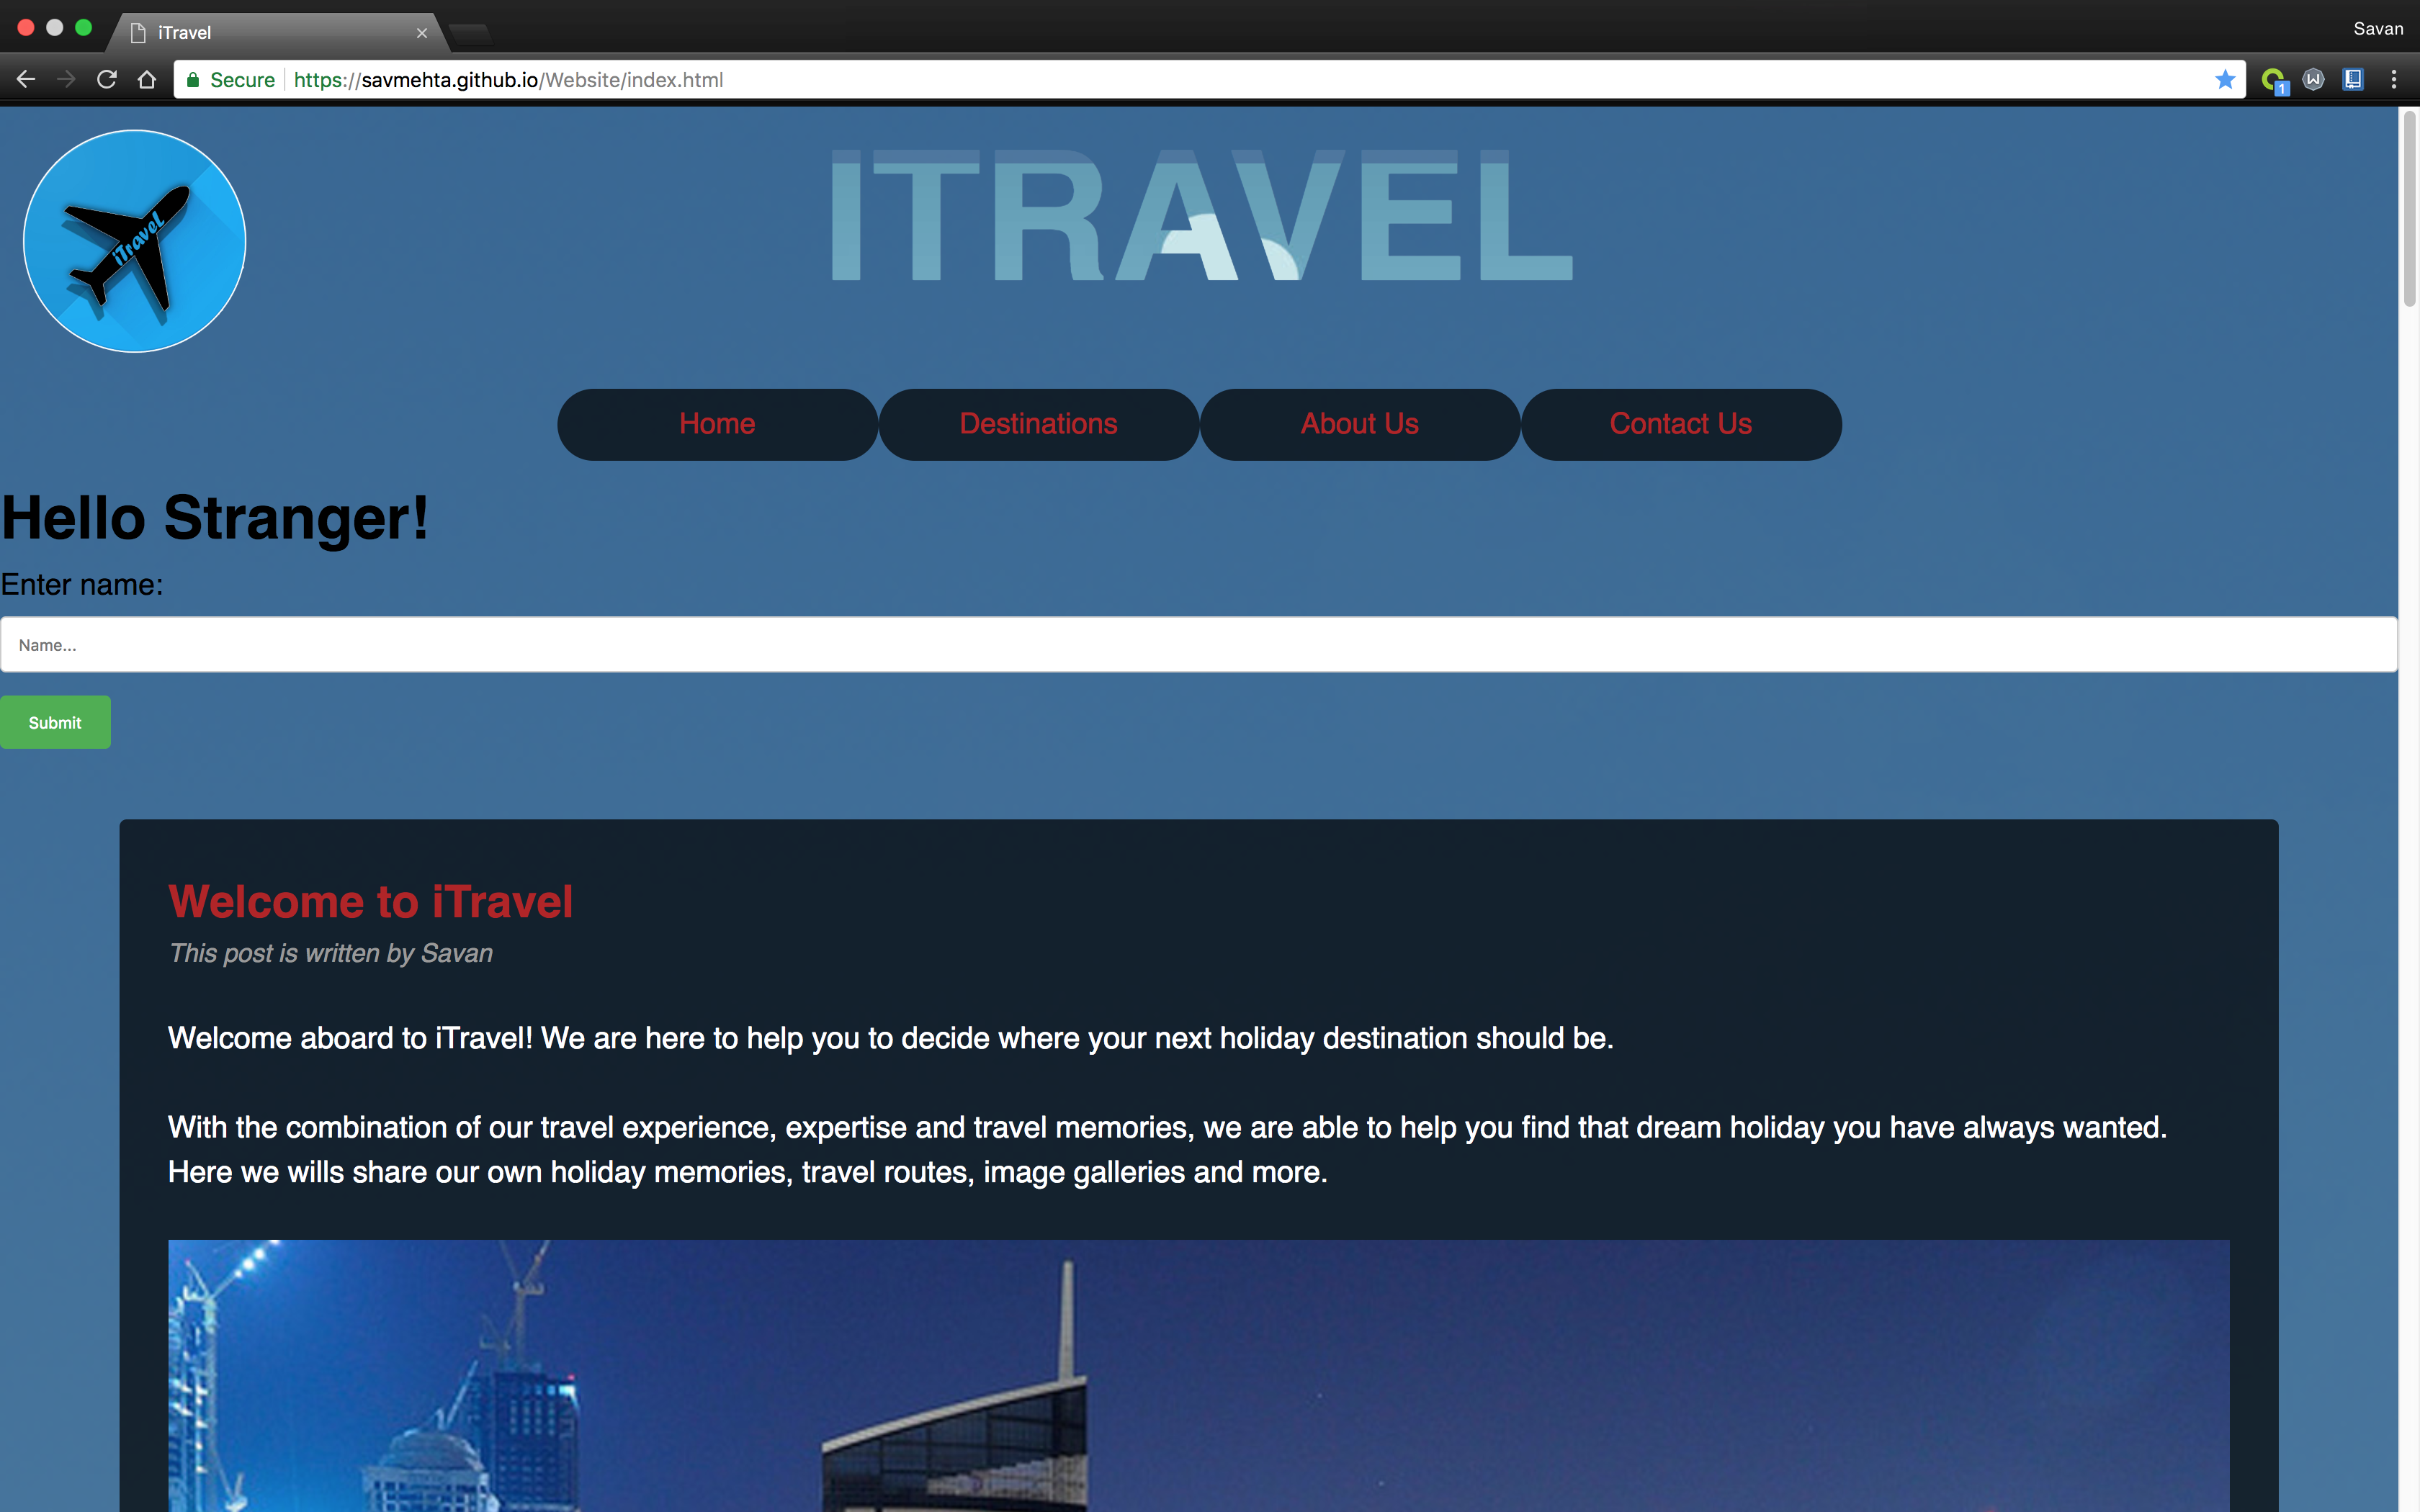 iTravel
Savan
Secure https://savmehta.github.io/Website/index.html
1
W
iTraveL
ITRAVEL
Home Destinations About Us Contact Us
Hello Stranger!
Enter name:
Name...
Submit
Welcome to iTravel
This post is written by Savan
Welcome aboard to iTravel! We are here to help you to decide where your next holiday destination should be.
With the combination of our travel experience, expertise and travel memories, we are able to help you find that dream holiday you have always wanted.
Here we wills share our own holiday memories, travel routes, image galleries and more.